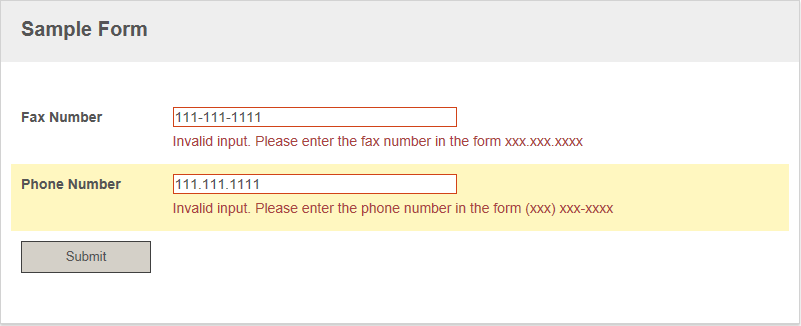 Sample Form
Fax Number
111-111-1111
Invalid input. Please enter the fax number in the form xxx.xxx.xxxx
Phone Number
111.111.1111
Invalid input. Please enter the phone number in the form (xxx) xxx-xxxx
Submit